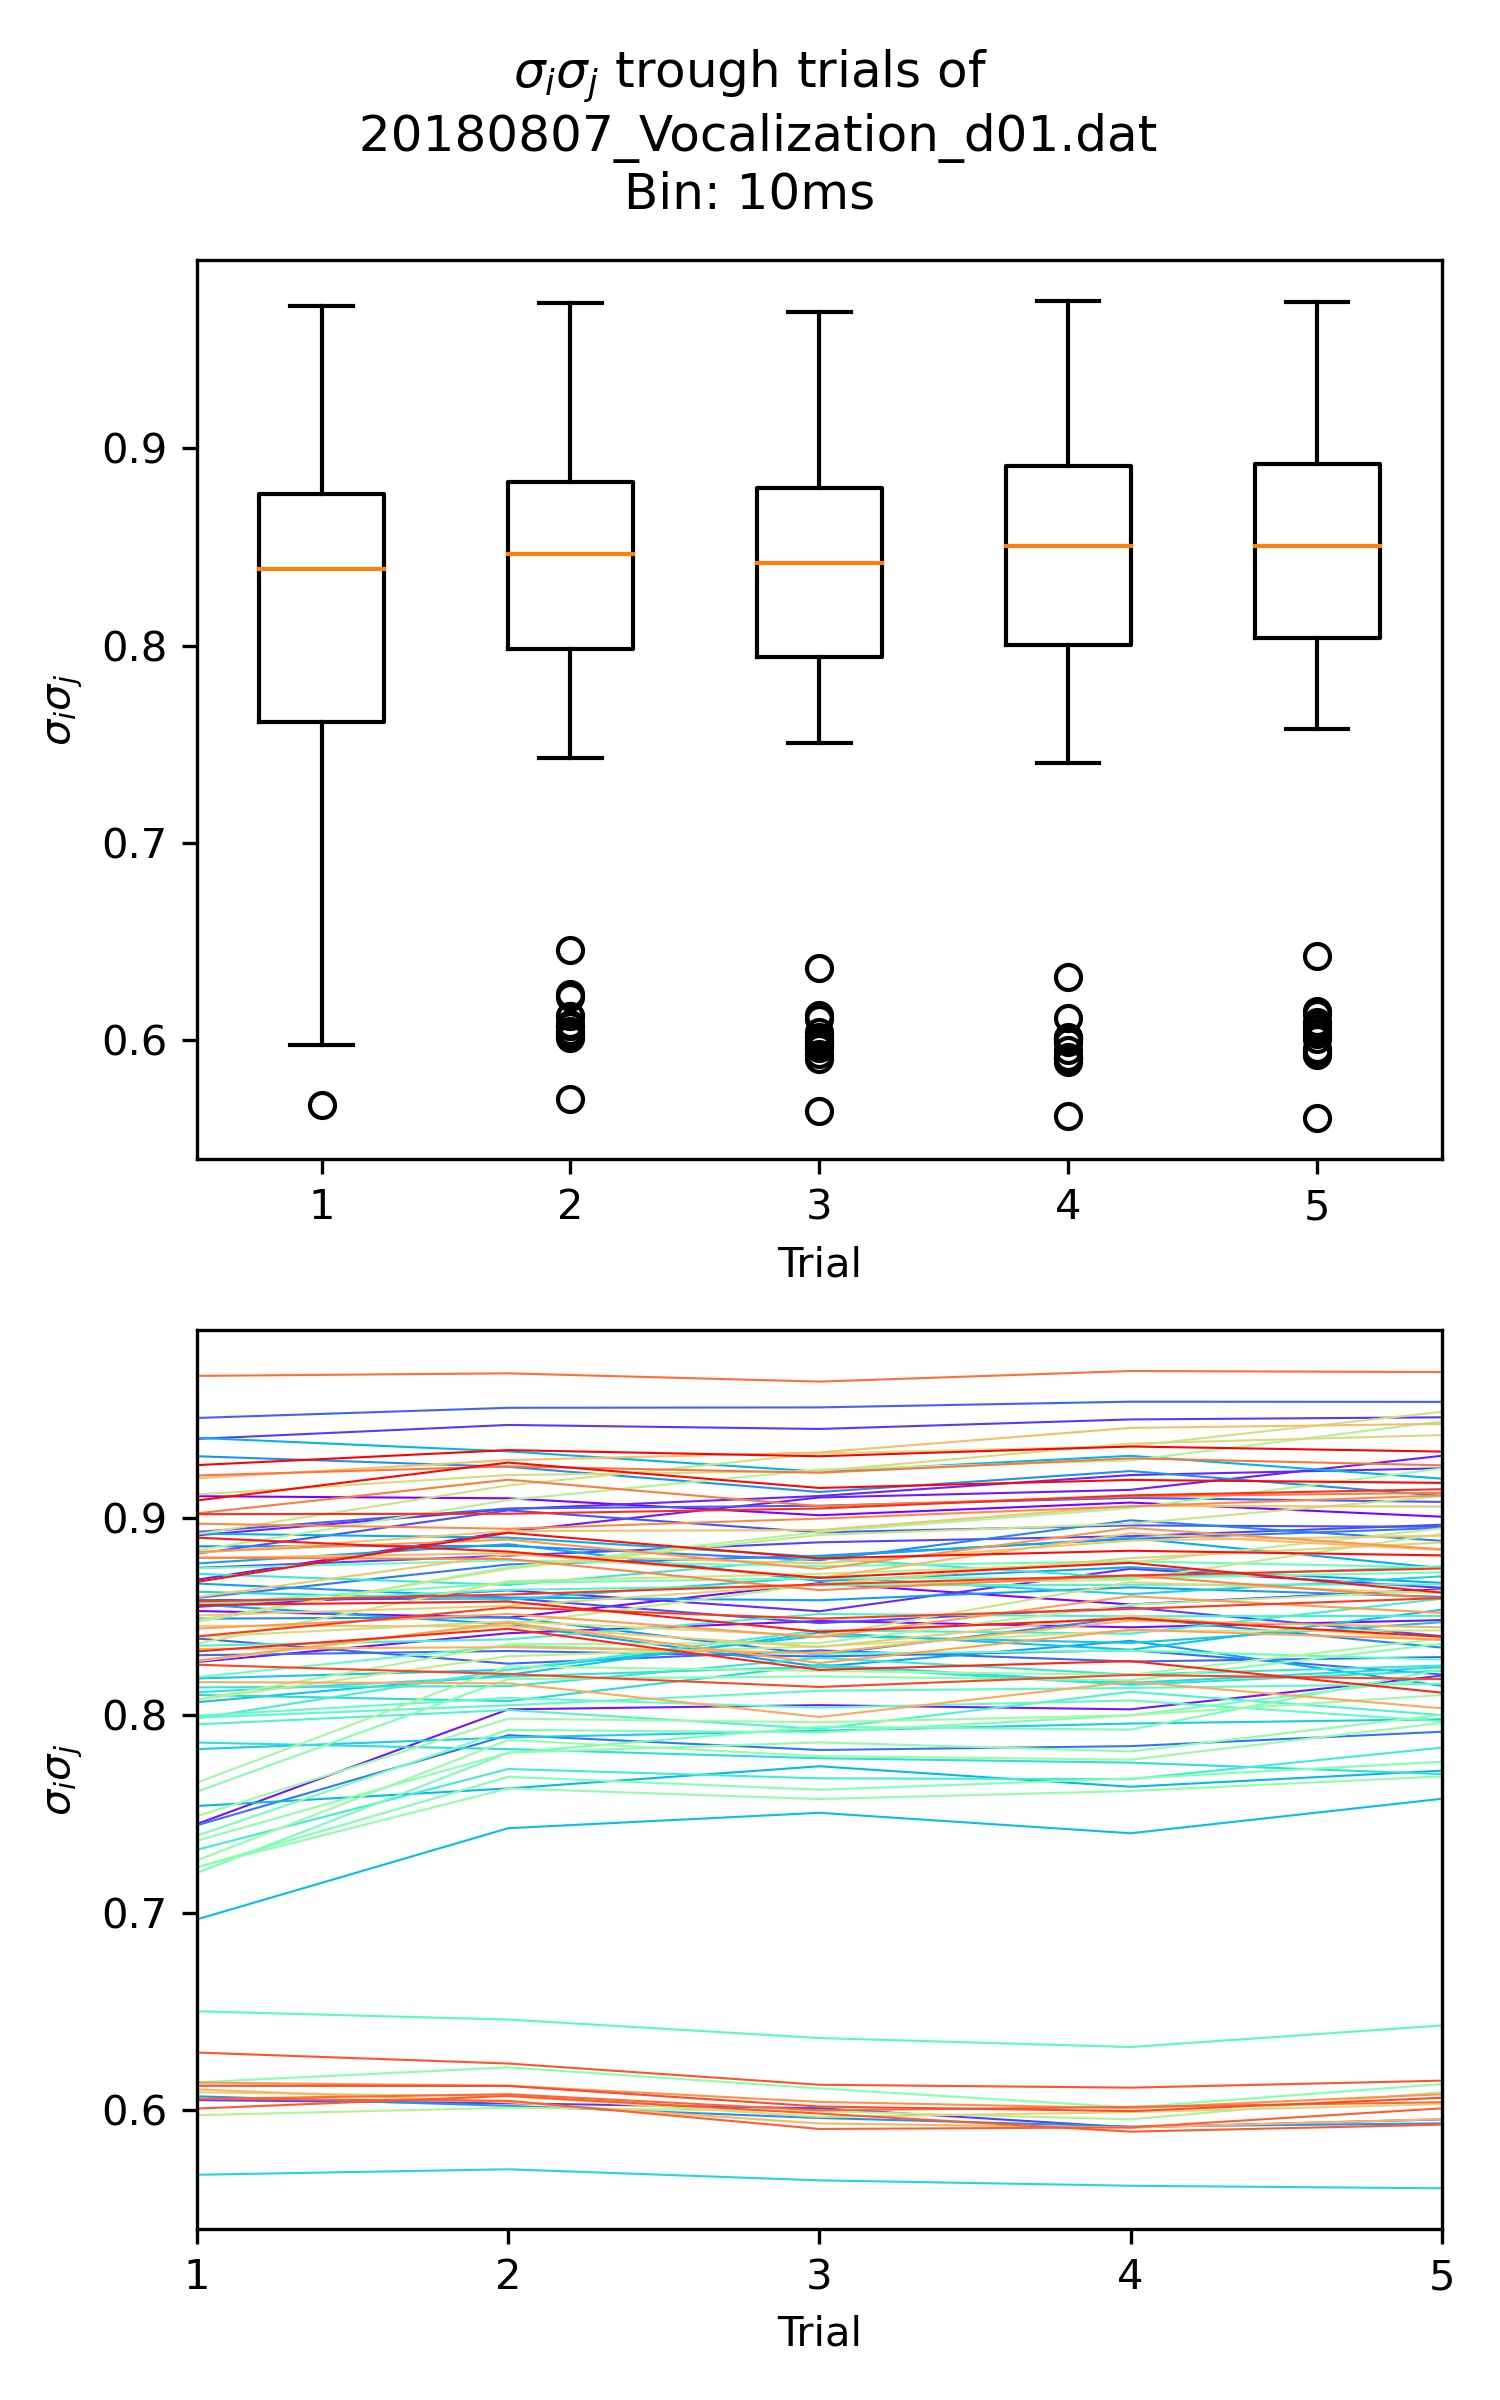 σᵢσⱼ trough trials of
20180807_Vocalization_d01.dat
Bin: 10ms
σᵢσⱼ
0.9
0.8
0.7
0.6
1 2 3 4 5
Trial
σᵢσⱼ
0.9
0.8
0.7
0.6
1 2 3 4 5
Trial